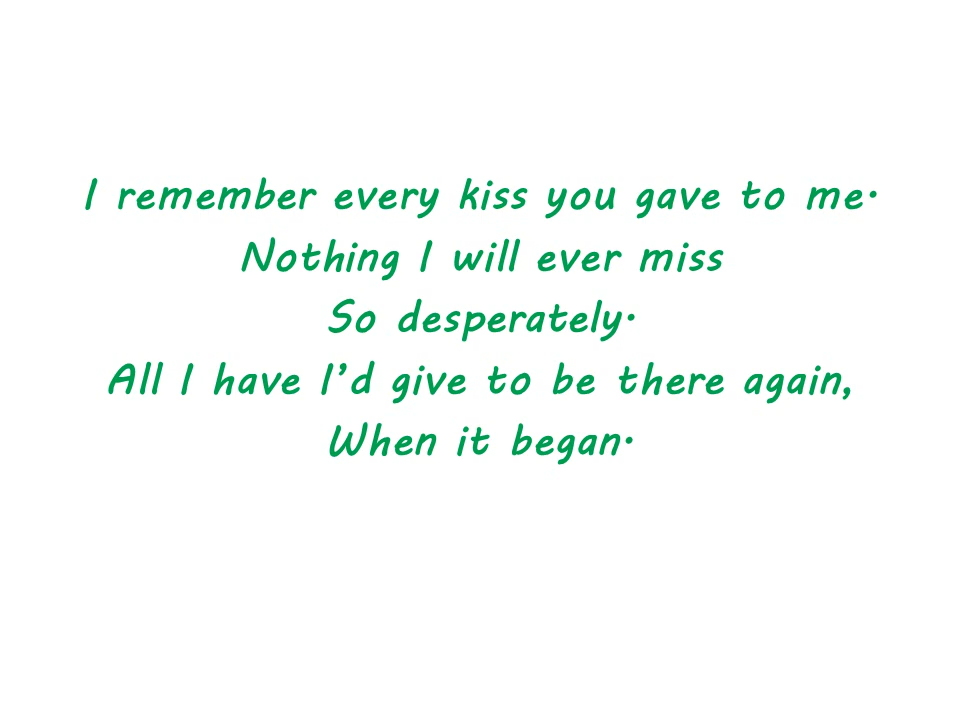 I remember every kiss you gave to me.
Nothing I will ever miss
So desperately.
All I have I’d give to be there again,
When it began.